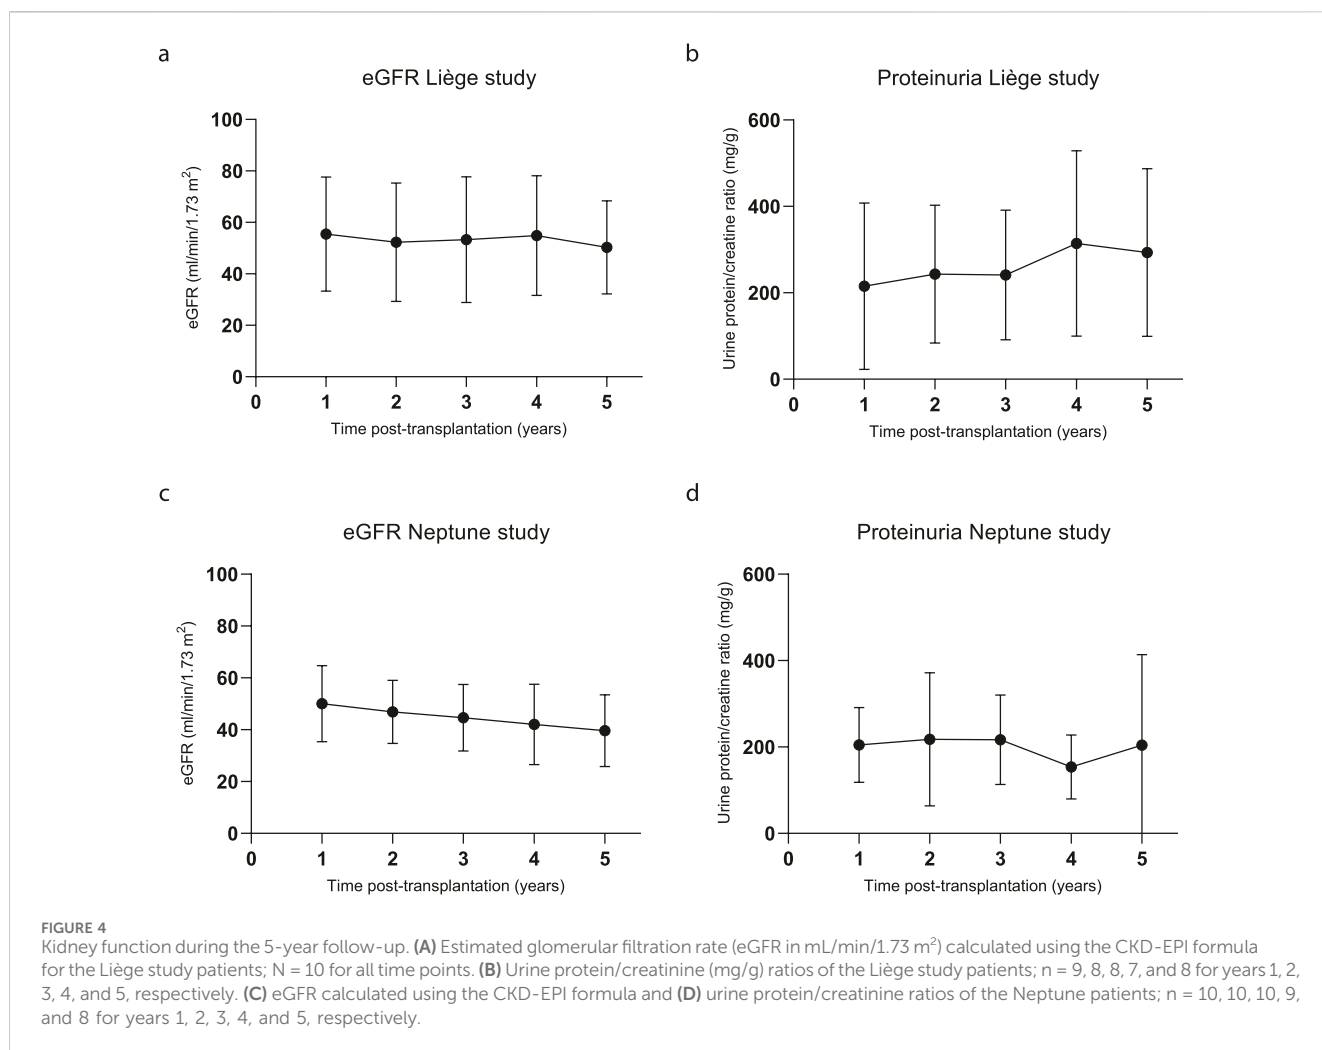 a
eGFR Liège study
eGFR (ml/min/1.73 m²)
100
80
60
40
20
0
0 1 2 3 4 5
Time post-transplantation (years)
b
Proteinuria Liège study
Urine protein/creatine ratio (mg/g)
600
400
200
0
0 1 2 3 4 5
Time post-transplantation (years)
c
eGFR Neptune study
eGFR (ml/min/1.73 m²)
100
80
60
40
20
0
0 1 2 3 4 5
Time post-transplantation (years)
d
Proteinuria Neptune study
Urine protein/creatine ratio (mg/g)
600
400
200
0
0 1 2 3 4 5
Time post-transplantation (years)
FIGURE 4
Kidney function during the 5-year follow-up. (A) Estimated glomerular filtration rate (eGFR in mL/min/1.73 m²) calculated using the CKD-EPI formula
for the Liège study patients; N = 10 for all time points. (B) Urine protein/creatinine (mg/g) ratios of the Liège study patients; n = 9, 8, 8, 7, and 8 for years 1, 2,
3, 4, and 5, respectively. (C) eGFR calculated using the CKD-EPI formula and (D) urine protein/creatinine ratios of the Neptune patients; n = 10, 10, 10, 9,
and 8 for years 1, 2, 3, 4, and 5, respectively.